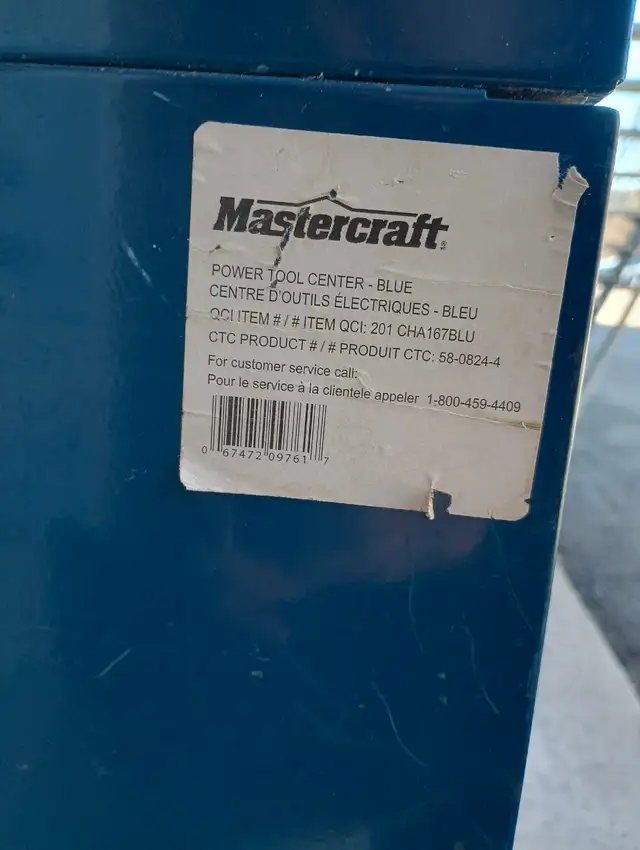 Mastercraft®
POWER TOOL CENTER - BLUE
CENTRE D'OUTILS ÉLECTRIQUES - BLEU
QCI ITEM # / # ITEM QCI: 201 CHA167BLU
CTC PRODUCT # / # PRODUIT CTC: 58-0824-4
For customer service call:
Pour le service à la clientele appeler 1-800-459-4409
0 67472 09761 7